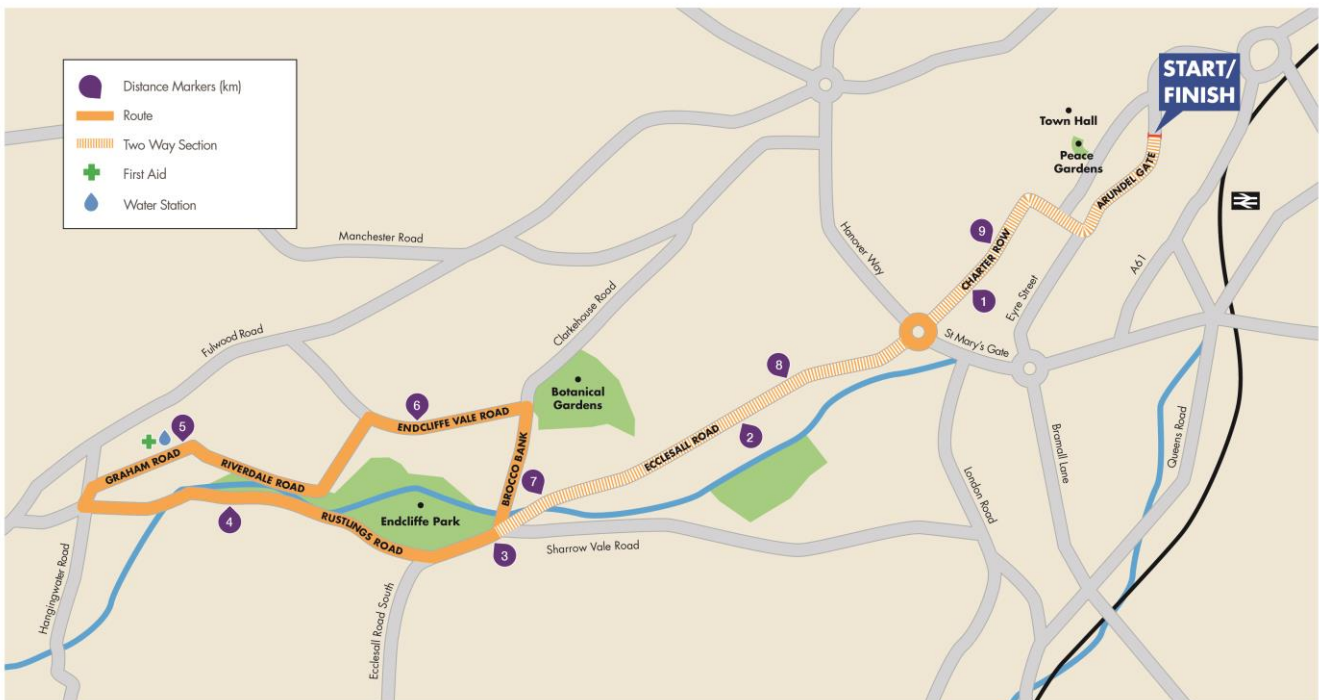 Distance Markers (km)
Route
Two Way Section
First Aid
Water Station
START/
FINISH
Town Hall
Peace
Gardens
ARUNDEL GATE
9
CHARTER ROW
1
Hanover Way
Eyre Street
A61
St Mary's Gate
Manchester Road
Clarkehouse Road
Fulwood Road
8
Botanical
Gardens
6
ENDCLIFFE VALE ROAD
5
GRAHAM ROAD
RIVERDALE ROAD
BROCCO BANK
7
ECCLESALL ROAD
2
4
RUSTLINGS ROAD
Endcliffe Park
3
Sharrow Vale Road
Hangingwater Road
Ecclesall Road South
London Road
Bramall Lane
Queens Road